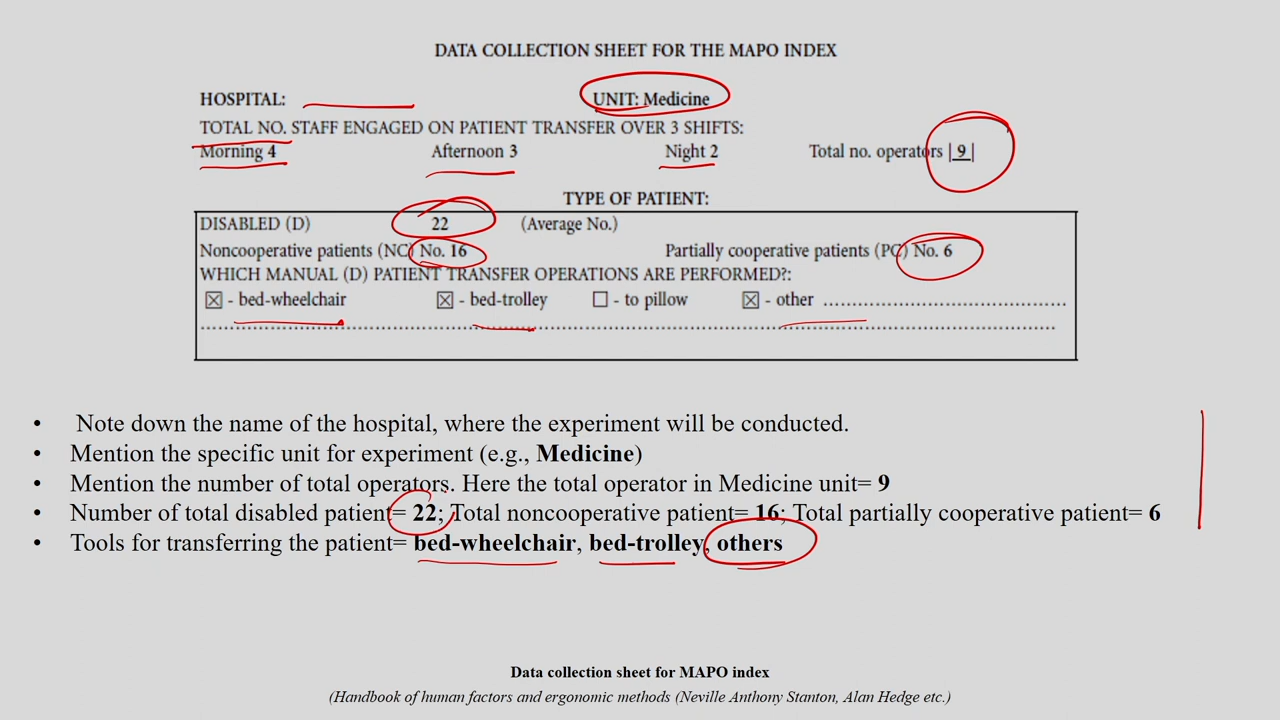 DATA COLLECTION SHEET FOR THE MAPO INDEX
HOSPITAL: UNIT: Medicine
TOTAL NO. STAFF ENGAGED ON PATIENT TRANSFER OVER 3 SHIFTS:
Morning 4 Afternoon 3 Night 2 Total no. operators |9|
TYPE OF PATIENT:
DISABLED (D) 22 (Average No.)
Noncooperative patients (NC) No. 16 Partially cooperative patients (PC) No. 6
WHICH MANUAL (D) PATIENT TRANSFER OPERATIONS ARE PERFORMED?:
☒ - bed-wheelchair ☒ - bed-trolley ☐ - to pillow ☒ - other ..........................................
• Note down the name of the hospital, where the experiment will be conducted.
• Mention the specific unit for experiment (e.g., Medicine)
• Mention the number of total operators. Here the total operator in Medicine unit= 9
• Number of total disabled patient= 22; Total noncooperative patient= 16; Total partially cooperative patient= 6
• Tools for transferring the patient= bed-wheelchair, bed-trolley, others
Data collection sheet for MAPO index
(Handbook of human factors and ergonomic methods (Neville Anthony Stanton, Alan Hedge etc.)